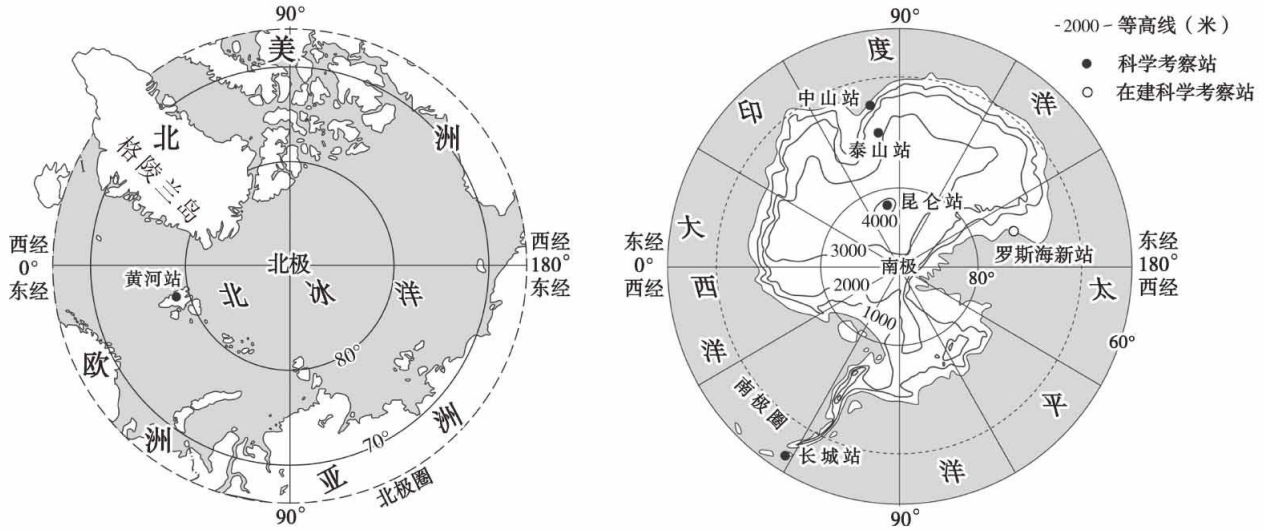 90°
美
北
洲
格陵兰岛
西经
0°
东经
西经
180°
东经
北极
黄河站
北冰洋
80°
欧
洲
70°
洲
亚
北极圈
90°
90°
-2000- 等高线（米）
科学考察站
在建科学考察站
度
中山站
印
洋
泰山站
昆仑站
4000
大
东经
0°
西经
3000
罗斯海新站
东经
180°
西经
南极
80°
2000
西
太
1000
60°
洋
南极圈
平
长城站
洋
90°